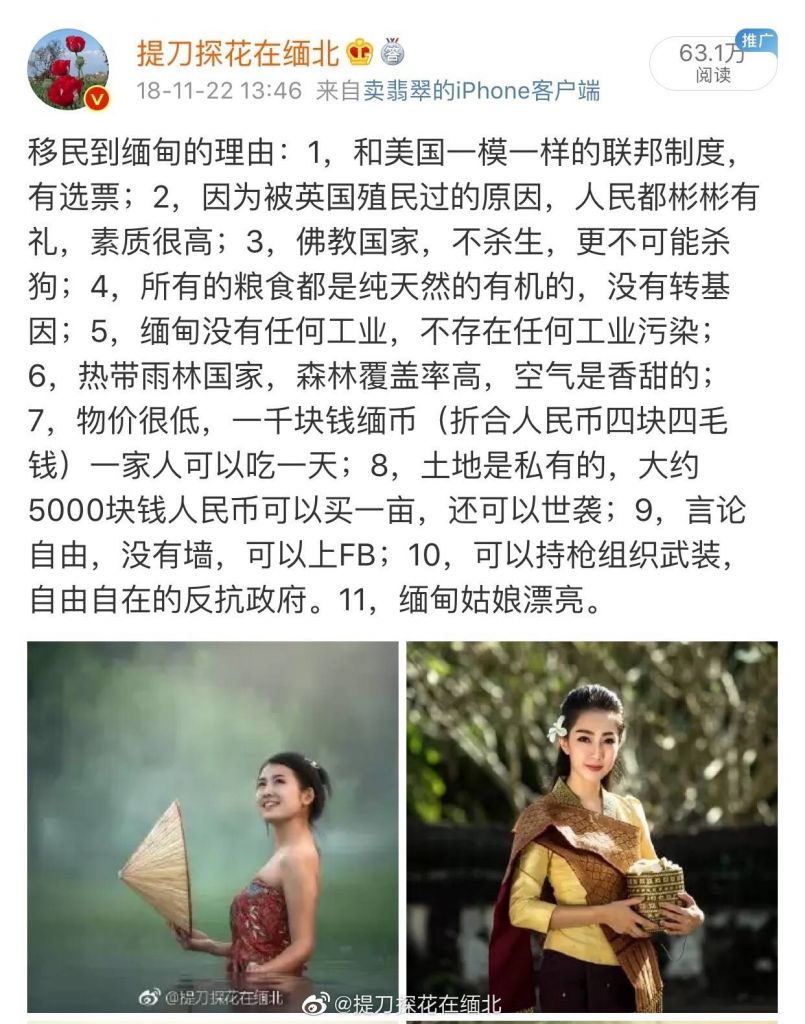 提刀探花在缅北
推广
63.1万
阅读
18-11-22 13:46 来自卖翡翠的iPhone客户端
移民到缅甸的理由：1，和美国一模一样的联邦制度，
有选票；2，因为被英国殖民过的原因，人民都彬彬有
礼，素质很高；3，佛教国家，不杀生，更不可能杀
狗；4，所有的粮食都是纯天然的有机的，没有转基
因；5，缅甸没有任何工业，不存在任何工业污染；
6，热带雨林国家，森林覆盖率高，空气是香甜的；
7，物价很低，一千块钱缅币（折合人民币四块四毛
钱）一家人可以吃一天；8，土地是私有的，大约
5000块钱人民币可以买一亩，还可以世袭；9，言论
自由，没有墙，可以上FB；10，可以持枪组织武装，
自由自在的反抗政府。11，缅甸姑娘漂亮。
@提刀探花在缅北
@提刀探花在缅北